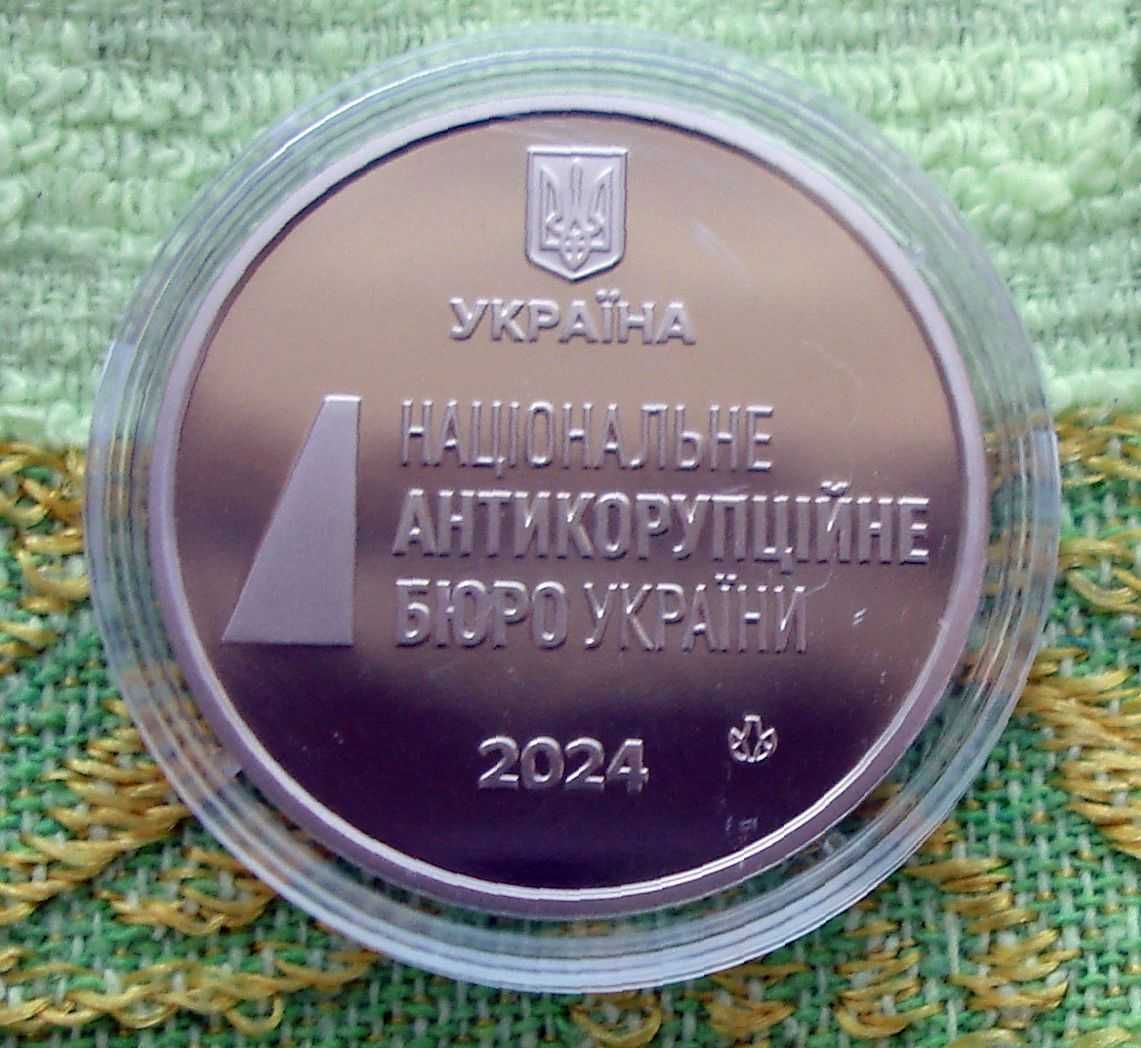 УКРАЇНА
НАЦІОНАЛЬНЕ
АНТИКОРУПЦІЙНЕ
БЮРО УКРАЇНИ
2024